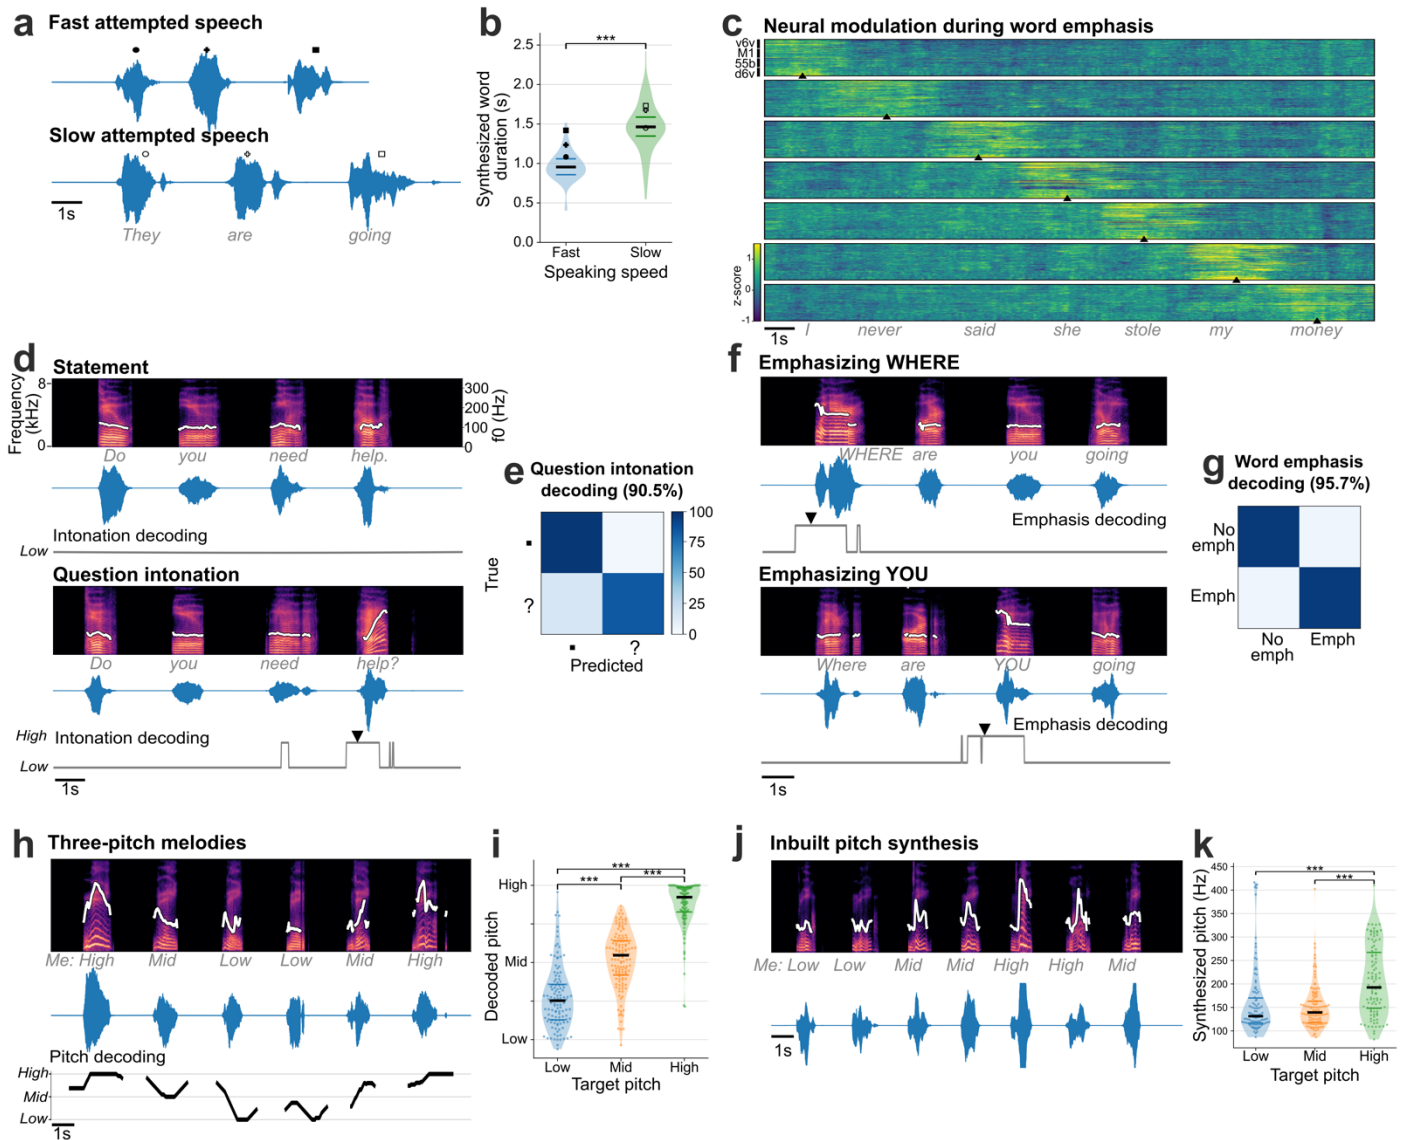 a Fast attempted speech
Slow attempted speech
1s
They are going
b
***
Synthesized word
duration (s)
2.5
2.0
1.5
1.0
0.5
0.0
Fast Slow
Speaking speed
c Neural modulation during word emphasis
v6v
M1
55b
d6v
z-score
1
0
-1
1s
I never said she stole my money
d Statement
Frequency
(kHz)
8
0
300
200
100
0
f0 (Hz)
Do you need help.
Intonation decoding
Low
Question intonation
Do you need help?
High Intonation decoding
Low
1s
e Question intonation
decoding (90.5%)
True
.
?
100
75
50
25
0
. ?
Predicted
f Emphasizing WHERE
WHERE are you going
Emphasis decoding
Emphasizing YOU
Where are YOU going
Emphasis decoding
1s
g Word emphasis
decoding (95.7%)
No
emph
Emph
No
emph
Emph
h Three-pitch melodies
Me: High Mid Low Low Mid High
Pitch decoding
High
Mid
Low
1s
i
***
*** ***
Decoded pitch
High
Mid
Low
Low Mid High
Target pitch
j Inbuilt pitch synthesis
Me: Low Low Mid Mid High High Mid
1s
k
***
***
Synthesized pitch (Hz)
450
400
350
300
250
200
150
100
Low Mid High
Target pitch